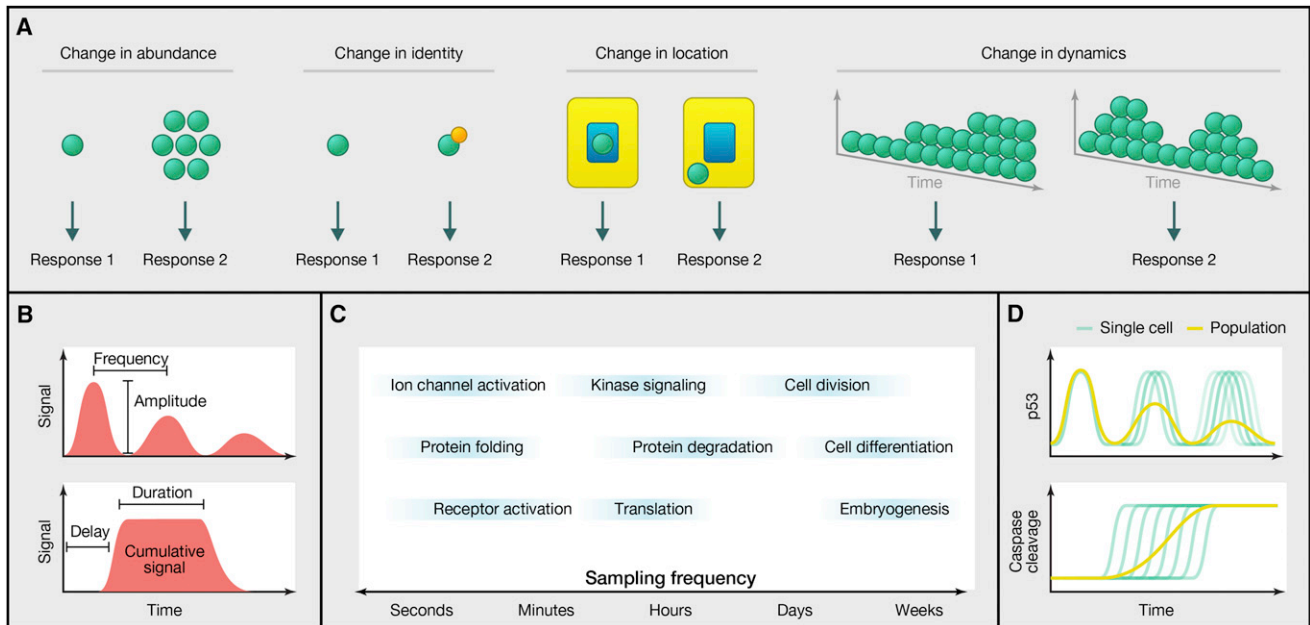 A
Change in abundance
Change in identity
Change in location
Change in dynamics
Time
Time
Response 1
Response 2
Response 1
Response 2
Response 1
Response 2
Response 1
Response 2
B
Signal
Frequency
Amplitude
Signal
Duration
Delay
Cumulative
signal
Time
C
Ion channel activation
Kinase signaling
Cell division
Protein folding
Protein degradation
Cell differentiation
Receptor activation
Translation
Embryogenesis
Sampling frequency
Seconds
Minutes
Hours
Days
Weeks
D
Single cell
Population
p53
Caspase
cleavage
Time